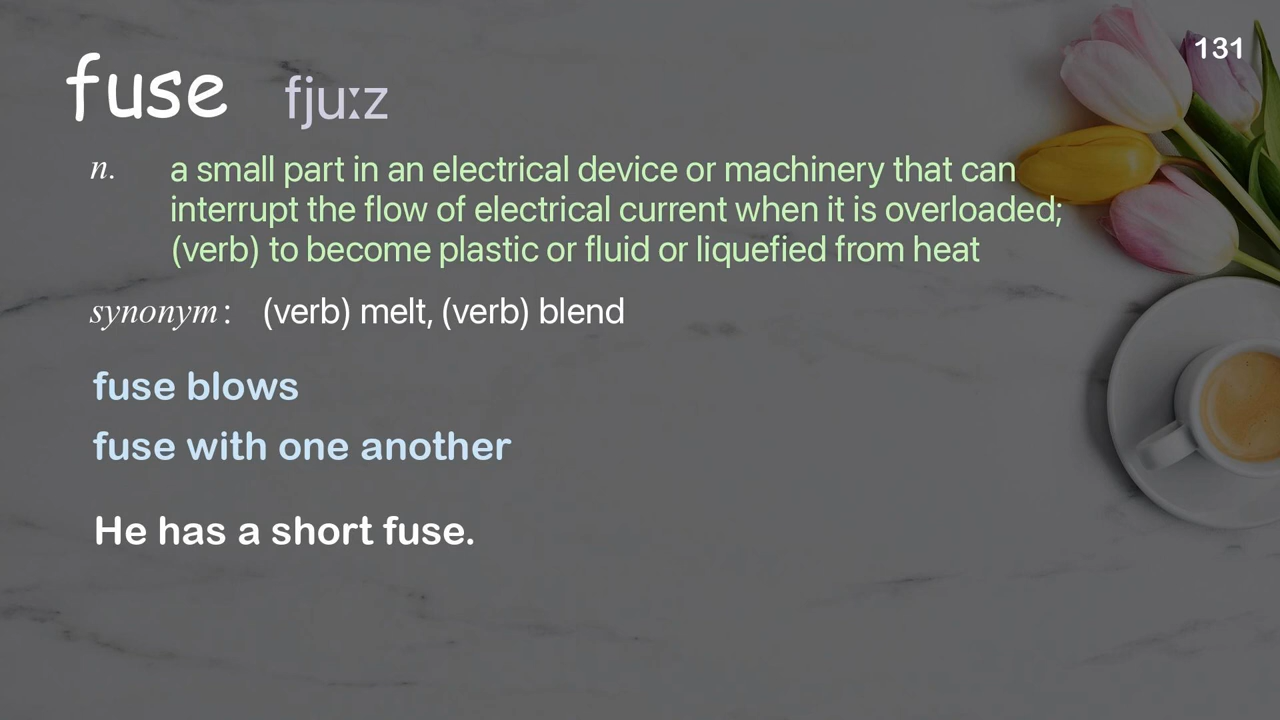 131
fuse fjuːz
n. a small part in an electrical device or machinery that can
interrupt the flow of electrical current when it is overloaded;
(verb) to become plastic or fluid or liquefied from heat
synonym : (verb) melt, (verb) blend
fuse blows
fuse with one another
He has a short fuse.